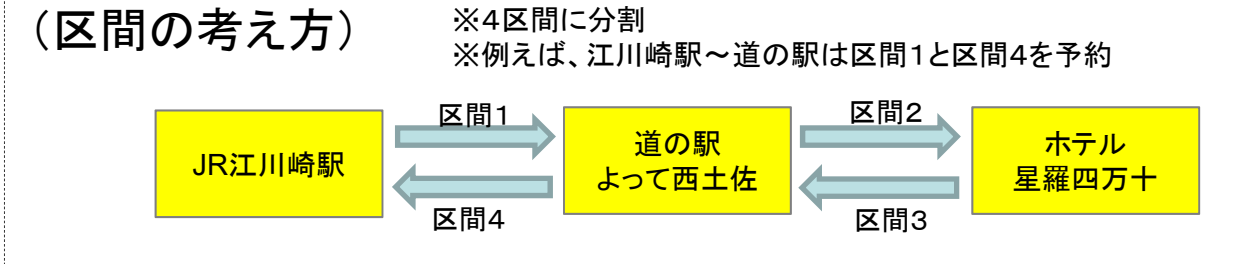 （区間の考え方）
※４区間に分割
※例えば、江川崎駅～道の駅は区間１と区間４を予約
区間１
区間２
JR江川崎駅
道の駅
よって西土佐
ホテル
星羅四万十
区間４
区間３